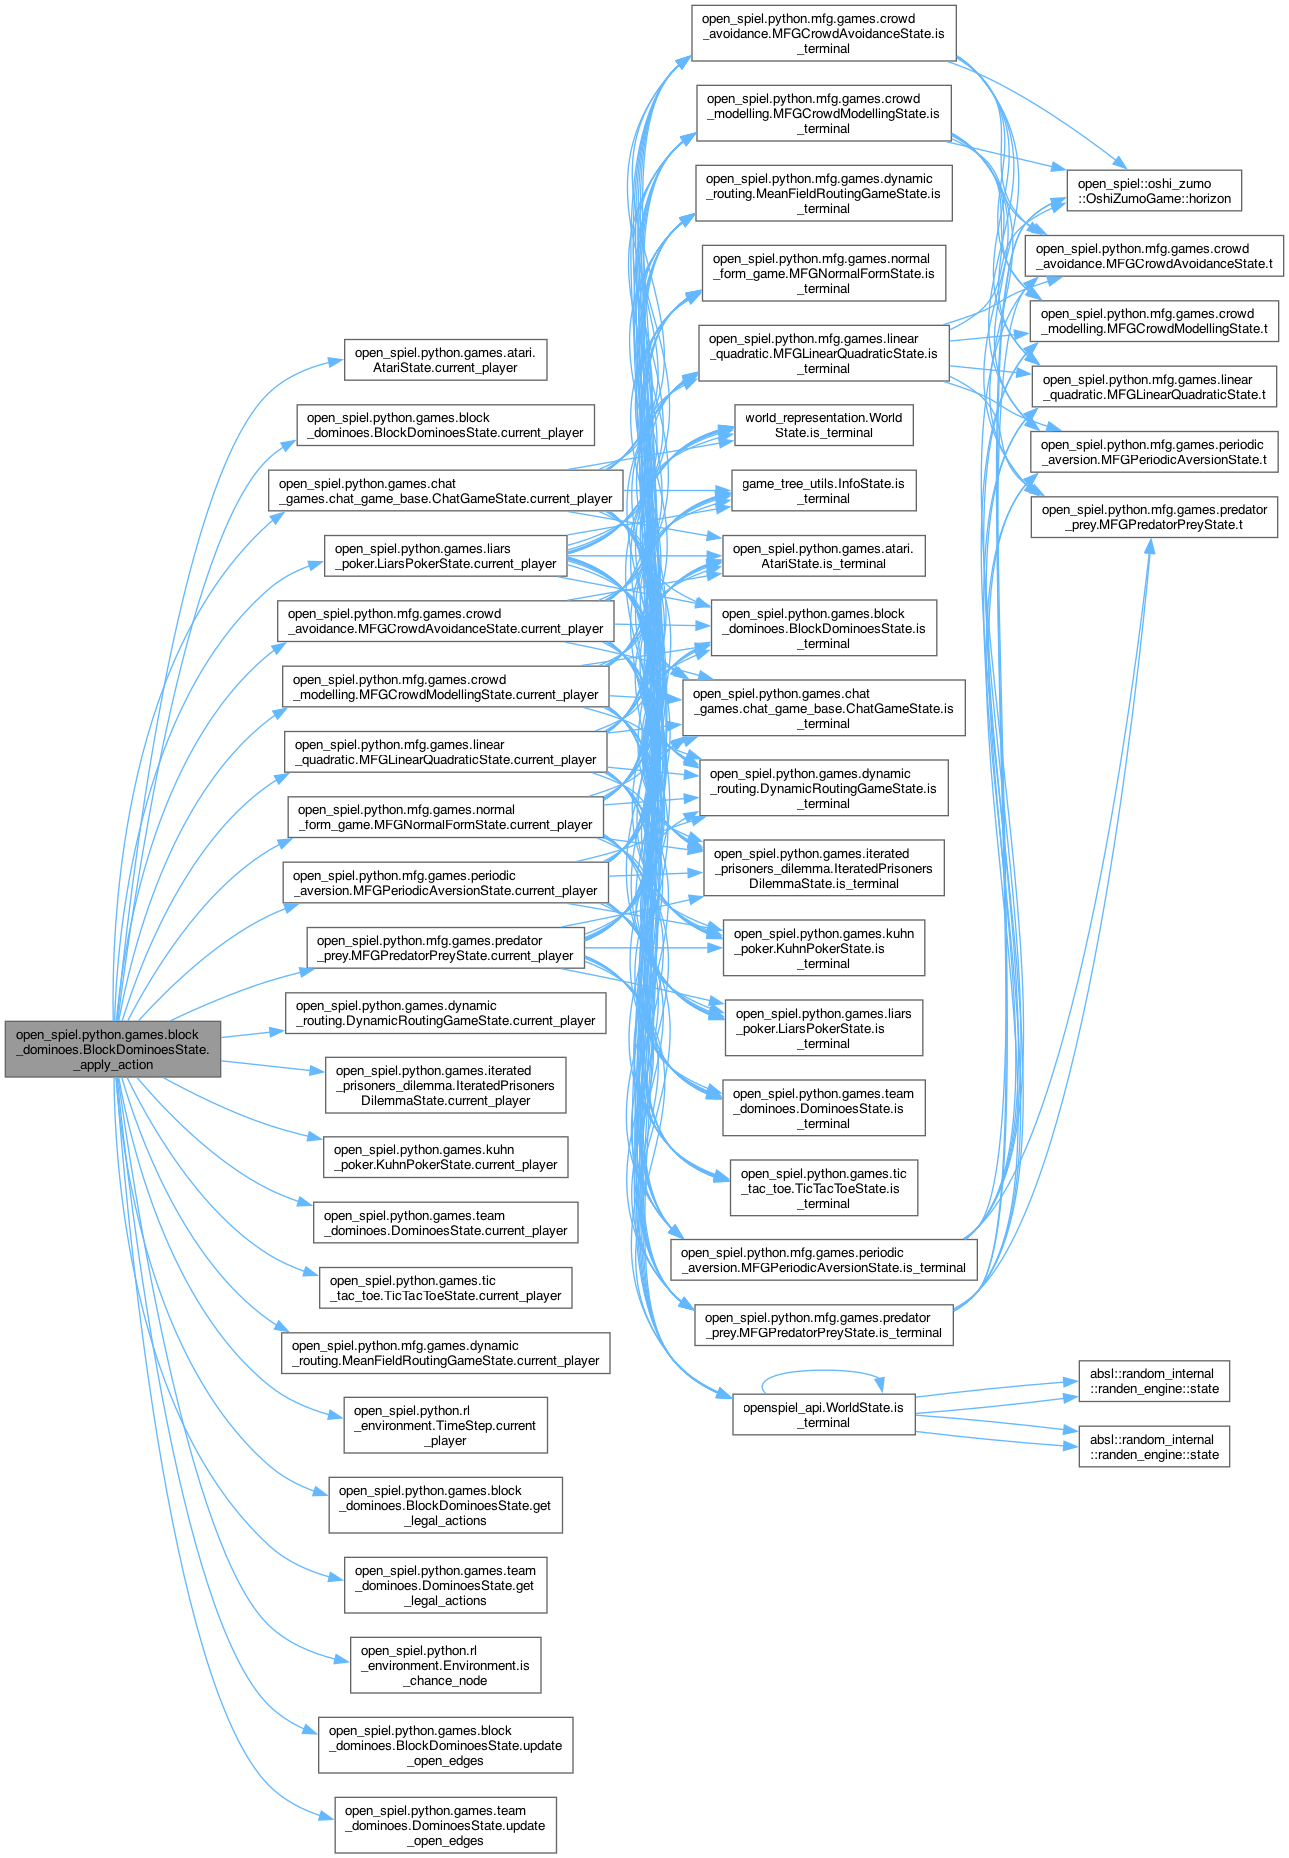 open_spiel.python.games.block
_dominoes.BlockDominoesState.
_apply_action
open_spiel.python.games.atari.
AtariState.current_player
open_spiel.python.games.block
_dominoes.BlockDominoesState.current_player
open_spiel.python.games.chat
_games.chat_game_base.ChatGameState.current_player
open_spiel.python.games.liars
_poker.LiarsPokerState.current_player
open_spiel.python.mfg.games.crowd
_avoidance.MFGCrowdAvoidanceState.current_player
open_spiel.python.mfg.games.crowd
_modelling.MFGCrowdModellingState.current_player
open_spiel.python.mfg.games.linear
_quadratic.MFGLinearQuadraticState.current_player
open_spiel.python.mfg.games.normal
_form_game.MFGNormalFormState.current_player
open_spiel.python.mfg.games.periodic
_aversion.MFGPeriodicAversionState.current_player
open_spiel.python.mfg.games.predator
_prey.MFGPredatorPreyState.current_player
open_spiel.python.games.dynamic
_routing.DynamicRoutingGameState.current_player
open_spiel.python.games.iterated
_prisoners_dilemma.IteratedPrisoners
DilemmaState.current_player
open_spiel.python.games.kuhn
_poker.KuhnPokerState.current_player
open_spiel.python.games.team
_dominoes.DominoesState.current_player
open_spiel.python.games.tic
_tac_toe.TicTacToeState.current_player
open_spiel.python.mfg.games.dynamic
_routing.MeanFieldRoutingGameState.current_player
open_spiel.python.rl
_environment.TimeStep.current
_player
open_spiel.python.games.block
_dominoes.BlockDominoesState.get
_legal_actions
open_spiel.python.games.team
_dominoes.DominoesState.get
_legal_actions
open_spiel.python.rl
_environment.Environment.is
_chance_node
open_spiel.python.games.block
_dominoes.BlockDominoesState.update
_open_edges
open_spiel.python.games.team
_dominoes.DominoesState.update
_open_edges
open_spiel.python.mfg.games.crowd
_avoidance.MFGCrowdAvoidanceState.is
_terminal
open_spiel.python.mfg.games.crowd
_modelling.MFGCrowdModellingState.is
_terminal
open_spiel.python.mfg.games.dynamic
_routing.MeanFieldRoutingGameState.is
_terminal
open_spiel.python.mfg.games.normal
_form_game.MFGNormalFormState.is
_terminal
open_spiel.python.mfg.games.linear
_quadratic.MFGLinearQuadraticState.is
_terminal
world_representation.World
State.is_terminal
game_tree_utils.InfoState.is
_terminal
open_spiel.python.games.atari.
AtariState.is_terminal
open_spiel.python.games.block
_dominoes.BlockDominoesState.is
_terminal
open_spiel.python.games.chat
_games.chat_game_base.ChatGameState.is
_terminal
open_spiel.python.games.dynamic
_routing.DynamicRoutingGameState.is
_terminal
open_spiel.python.games.iterated
_prisoners_dilemma.IteratedPrisoners
DilemmaState.is_terminal
open_spiel.python.games.kuhn
_poker.KuhnPokerState.is
_terminal
open_spiel.python.games.liars
_poker.LiarsPokerState.is
_terminal
open_spiel.python.games.team
_dominoes.DominoesState.is
_terminal
open_spiel.python.games.tic
_tac_toe.TicTacToeState.is
_terminal
open_spiel.python.mfg.games.periodic
_aversion.MFGPeriodicAversionState.is_terminal
open_spiel.python.mfg.games.predator
_prey.MFGPredatorPreyState.is_terminal
openspiel_api.WorldState.is
_terminal
open_spiel::oshi_zumo
::OshiZumoGame::horizon
open_spiel.python.mfg.games.crowd
_avoidance.MFGCrowdAvoidanceState.t
open_spiel.python.mfg.games.crowd
_modelling.MFGCrowdModellingState.t
open_spiel.python.mfg.games.linear
_quadratic.MFGLinearQuadraticState.t
open_spiel.python.mfg.games.periodic
_aversion.MFGPeriodicAversionState.t
open_spiel.python.mfg.games.predator
_prey.MFGPredatorPreyState.t
absl::random_internal
::randen_engine::state
absl::random_internal
::randen_engine::state